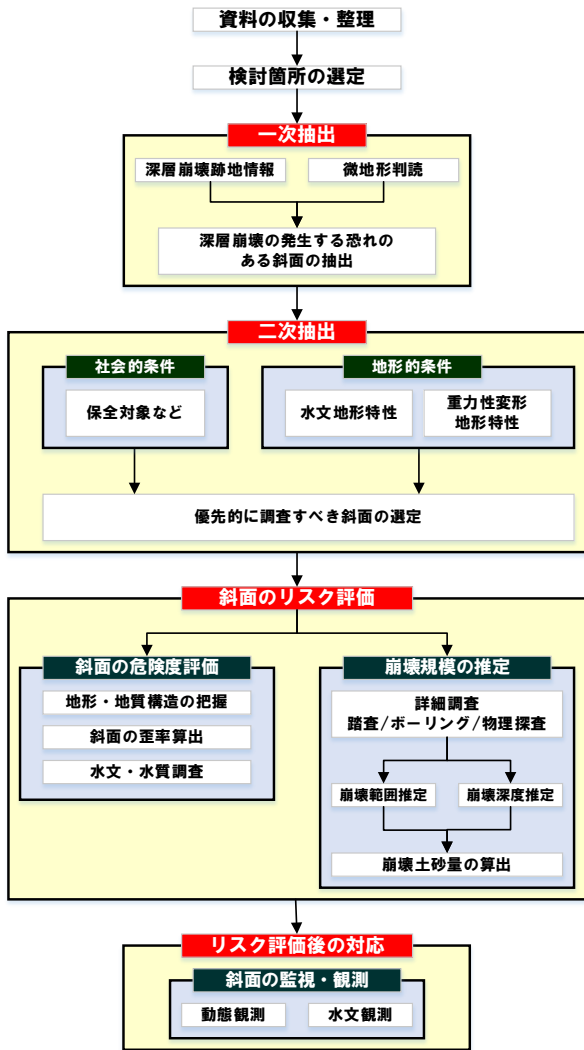 資料の収集・整理
検討箇所の選定
一次抽出
深層崩壊跡地情報
微地形判読
深層崩壊の発生する恐れの
ある斜面の抽出
二次抽出
社会的条件
保全対象など
地形的条件
水文地形特性
重力性変形
地形特性
優先的に調査すべき斜面の選定
斜面のリスク評価
斜面の危険度評価
地形・地質構造の把握
斜面の歪率算出
水文・水質調査
崩壊規模の推定
詳細調査
踏査/ボーリング/物理探査
崩壊範囲推定
崩壊深度推定
崩壊土砂量の算出
リスク評価後の対応
斜面の監視・観測
動態観測
水文観測